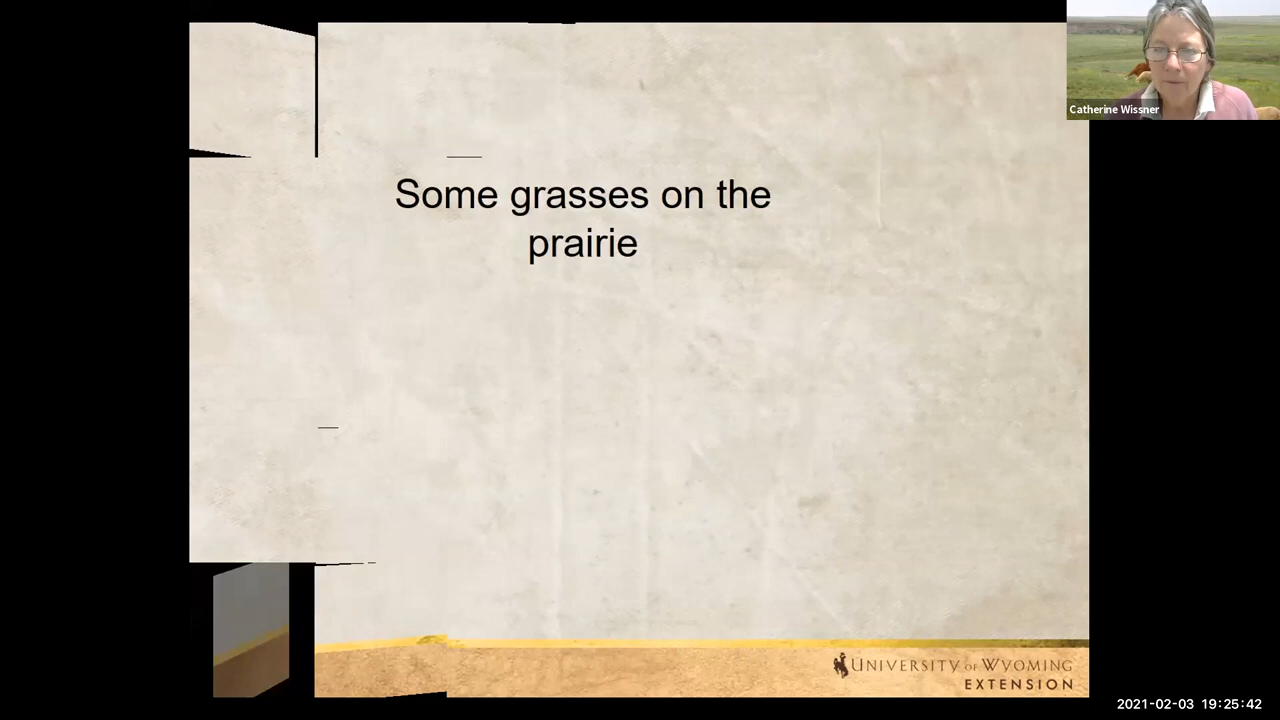 Catherine Wissner
Some grasses on the
prairie
UNIVERSITY OF WYOMING
EXTENSION
2021-02-03 19:25:42